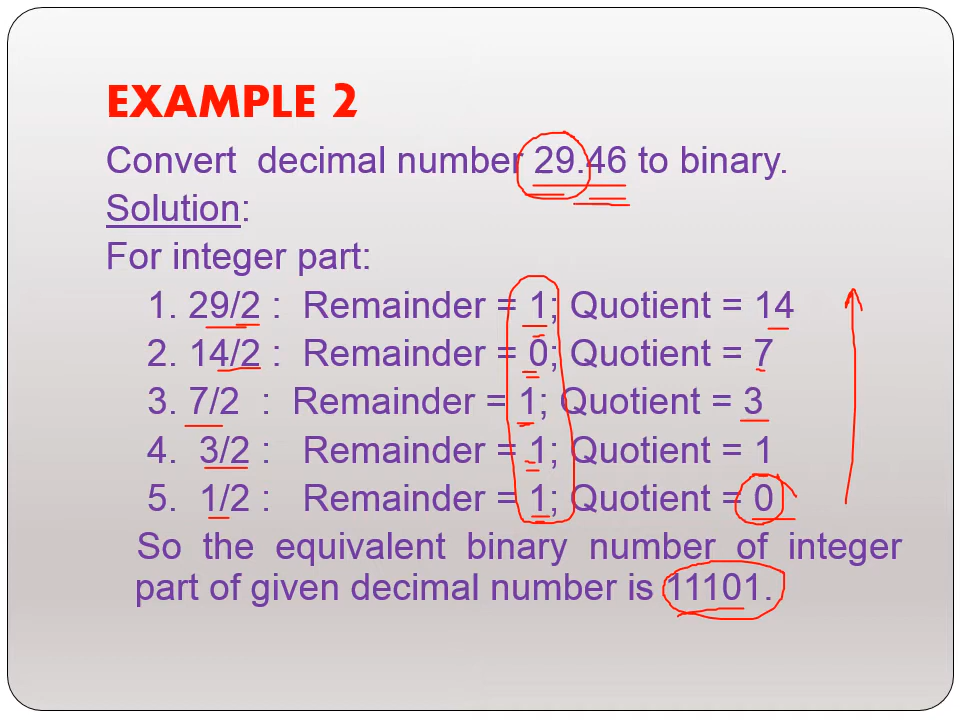 EXAMPLE 2
Convert decimal number 29.46 to binary.
Solution:
For integer part:
1. 29/2 : Remainder = 1; Quotient = 14
2. 14/2 : Remainder = 0; Quotient = 7
3. 7/2 : Remainder = 1; Quotient = 3
4. 3/2 : Remainder = 1; Quotient = 1
5. 1/2 : Remainder = 1; Quotient = 0
So the equivalent binary number of integer
part of given decimal number is 11101.